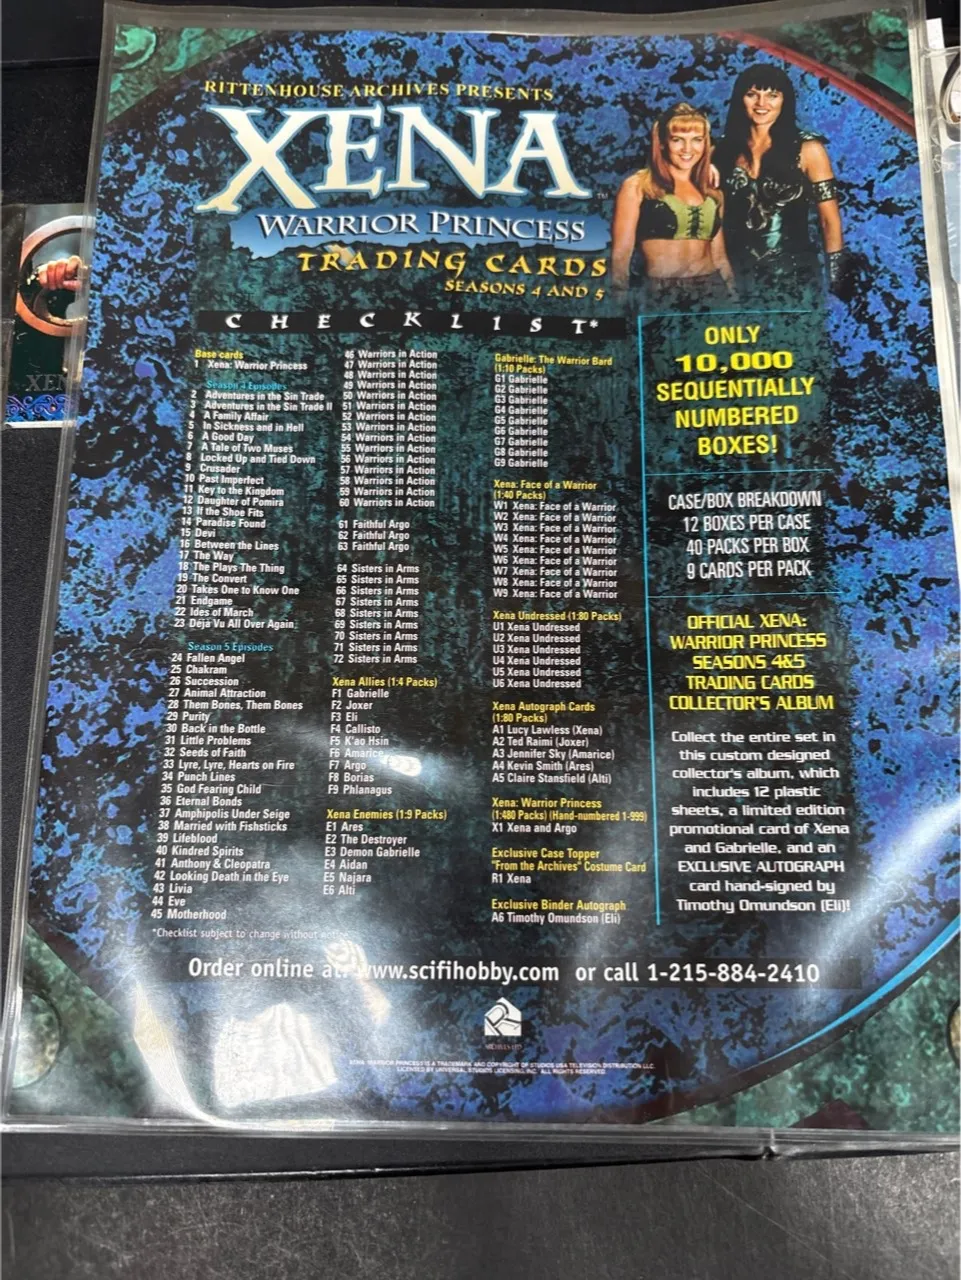 RITTENHOUSE ARCHIVES PRESENTS
XENA
WARRIOR PRINCESS
TRADING CARDS
SEASONS 4 AND 5
CHECKLIST*
Base cards
1 Xena: Warrior Princess
Season 4 Episodes
2 Adventures in the Sin Trade
3 Adventures in the Sin Trade II
4 A Family Affair
5 In Sickness and in Hell
6 A Good Day
7 A Tale of Two Muses
8 Locked Up and Tied Down
9 Crusader
10 Past Imperfect
11 Key to the Kingdom
12 Daughter of Pomira
13 If the Shoe Fits
14 Paradise Found
15 Devi
16 Between the Lines
17 The Way
18 The Plays The Thing
19 The Convert
20 Takes One to Know One
21 Endgame
22 Ides of March
23 Déjà Vu All Over Again
Season 5 Episodes
24 Fallen Angel
25 Chakram
26 Succession
27 Animal Attraction
28 Them Bones, Them Bones
29 Purity
30 Back in the Bottle
31 Little Problems
32 Seeds of Faith
33 Lyre, Lyre, Hearts on Fire
34 Punch Lines
35 God Fearing Child
36 Eternal Bonds
37 Amphipolis Under Seige
38 Married with Fishsticks
39 Lifeblood
40 Kindred Spirits
41 Anthony & Cleopatra
42 Looking Death in the Eye
43 Livia
44 Eve
45 Motherhood
*Checklist subject to change without
46 Warriors in Action
47 Warriors in Action
48 Warriors in Action
49 Warriors in Action
50 Warriors in Action
51 Warriors in Action
52 Warriors in Action
53 Warriors in Action
54 Warriors in Action
55 Warriors in Action
56 Warriors in Action
57 Warriors in Action
58 Warriors in Action
59 Warriors in Action
60 Warriors in Action
61 Faithful Argo
62 Faithful Argo
63 Faithful Argo
64 Sisters in Arms
65 Sisters in Arms
66 Sisters in Arms
67 Sisters in Arms
68 Sisters in Arms
69 Sisters in Arms
70 Sisters in Arms
71 Sisters in Arms
72 Sisters in Arms
Xena Allies (1:4 Packs)
F1 Gabrielle
F2 Joxer
F3 Eli
F4 Callisto
F5 K'ao Hsin
F6 Amarice
F7 Argo
F8 Borias
F9 Phlanagus
Xena Enemies (1:9 Packs)
E1 Ares
E2 The Destroyer
E3 Demon Gabrielle
E4 Aidan
E5 Najara
E6 Alti
Gabrielle: The Warrior Bard
(1:10 Packs)
G1 Gabrielle
G2 Gabrielle
G3 Gabrielle
G4 Gabrielle
G5 Gabrielle
G6 Gabrielle
G7 Gabrielle
G8 Gabrielle
G9 Gabrielle
Xena: Face of a Warrior
(1:40 Packs)
W1 Xena: Face of a Warrior
W2 Xena: Face of a Warrior
W3 Xena: Face of a Warrior
W4 Xena: Face of a Warrior
W5 Xena: Face of a Warrior
W6 Xena: Face of a Warrior
W7 Xena: Face of a Warrior
W8 Xena: Face of a Warrior
W9 Xena: Face of a Warrior
Xena Undressed (1:80 Packs)
U1 Xena Undressed
U2 Xena Undressed
U3 Xena Undressed
U4 Xena Undressed
U5 Xena Undressed
U6 Xena Undressed
Xena Autograph Cards
(1:80 Packs)
A1 Lucy Lawless (Xena)
A2 Ted Raimi (Joxer)
A3 Jennifer Sky (Amarice)
A4 Kevin Smith (Ares)
A5 Claire Stansfield (Alti)
Xena: Warrior Princess
(1:480 Packs) (Hand-numbered 1-999)
X1 Xena and Argo
Exclusive Case Topper
"From the Archives" Costume Card
R1 Xena
Exclusive Binder Autograph
A6 Timothy Omundson (Eli)
ONLY
10,000
SEQUENTIALLY
NUMBERED
BOXES!
CASE/BOX BREAKDOWN
12 BOXES PER CASE
40 PACKS PER BOX
9 CARDS PER PACK
OFFICIAL XENA:
WARRIOR PRINCESS
SEASONS 4&5
TRADING CARDS
COLLECTOR'S ALBUM
Collect the entire set in
this custom designed
collector's album, which
includes 12 plastic
sheets, a limited edition
promotional card of Xena
and Gabrielle, and an
EXCLUSIVE AUTOGRAPH
card hand-signed by
Timothy Omundson (Eli)!
Order online at: www.scifihobby.com or call 1-215-884-2410
XENA: WARRIOR PRINCESS IS A TRADEMARK AND COPYRIGHT OF STUDIOS USA TELEVISION DISTRIBUTION LLC.
LICENSED BY UNIVERSAL STUDIOS LICENSING, INC. ALL RIGHTS RESERVED.
XENA